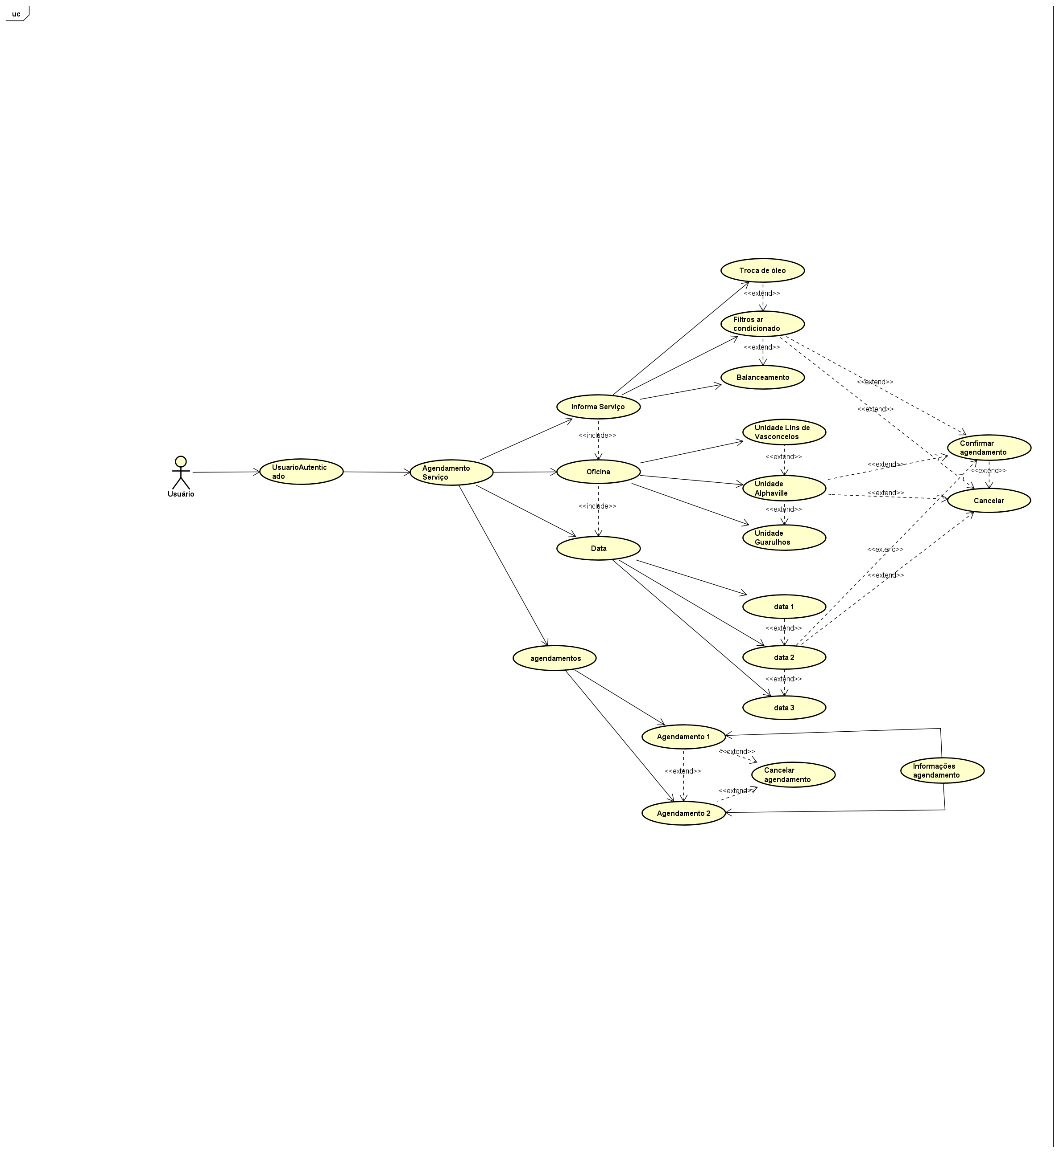 uc
Troca de óleo
<<extend>>
Filtros ar
condicionado
<<extend>>
Balanceamento
<<extend>>
Informa Serviço
<<extend>>
Unidade Lins de
Vasconcelos
<<include>>
Confirmar
agendamento
<<extend>>
<<extend>>
<<extend>>
Usuário
UsuarioAutentic
ado
Agendamento
Serviço
Oficina
Unidade
Alphaville
<<extend>>
Cancelar
<<include>>
<<extend>>
Unidade
Guarulhos
Data
<<extend>>
<<extend>>
data 1
<<extend>>
agendamentos
data 2
<<extend>>
data 3
Agendamento 1
<<extend>>
<<extend>>
Cancelar
agendamento
Informações
agendamento
<<extend>>
Agendamento 2